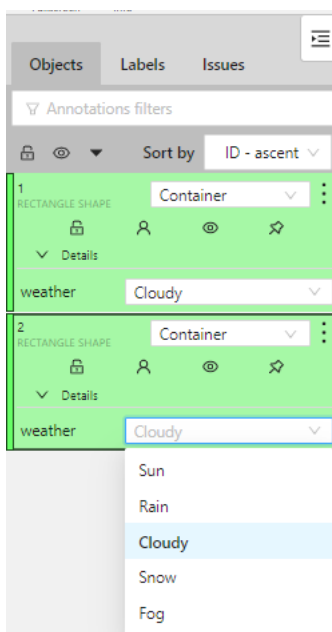 Objects Labels Issues
Annotations filters
Sort by ID - ascent
1 Container
RECTANGLE SHAPE
Details
weather Cloudy
2 Container
RECTANGLE SHAPE
Details
weather Cloudy
Sun
Rain
Cloudy
Snow
Fog